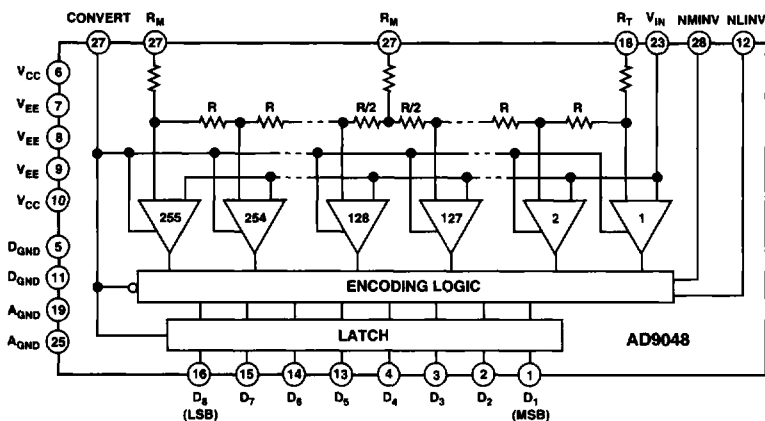 CONVERT R_M R_M R_T V_IN NMINV NLINV
27 27 27 18 23 28 12
V_CC 6
V_EE 7
V_EE 8
V_EE 9
V_CC 10
D_GND 5
D_GND 11
A_GND 19
A_GND 25
R R R/2 R/2 R R
255 254 128 127 2 1
ENCODING LOGIC
LATCH
AD9048
16 15 14 13 4 3 2 1
D_8 D_7 D_6 D_5 D_4 D_3 D_2 D_1
(LSB) (MSB)